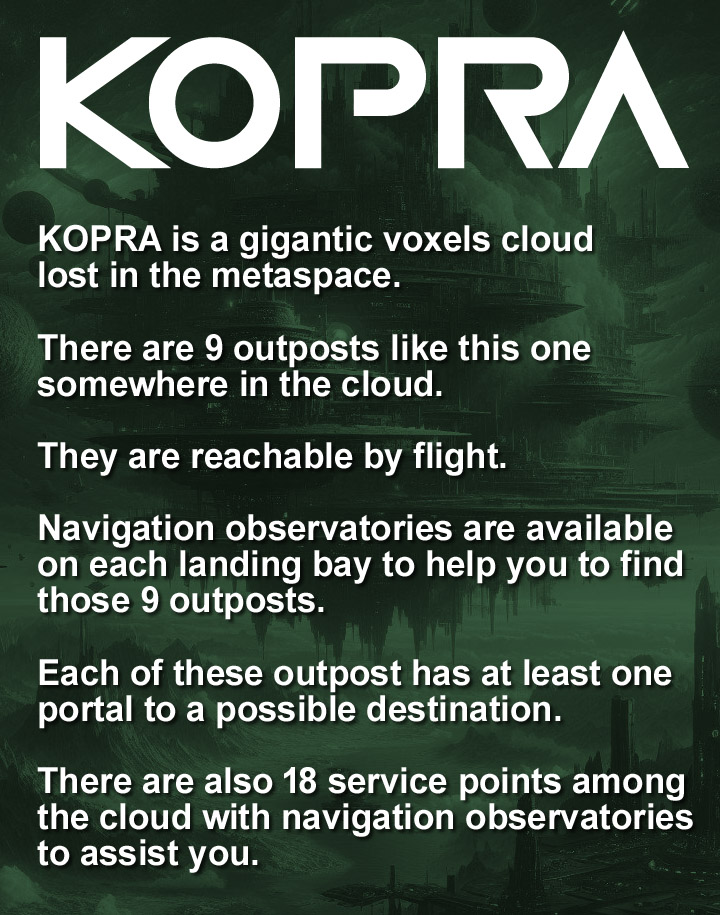 KOPRA
KOPRA is a gigantic voxels cloud
lost in the metaspace.
There are 9 outposts like this one
somewhere in the cloud.
They are reachable by flight.
Navigation observatories are available
on each landing bay to help you to find
those 9 outposts.
Each of these outpost has at least one
portal to a possible destination.
There are also 18 service points among
the cloud with navigation observatories
to assist you.